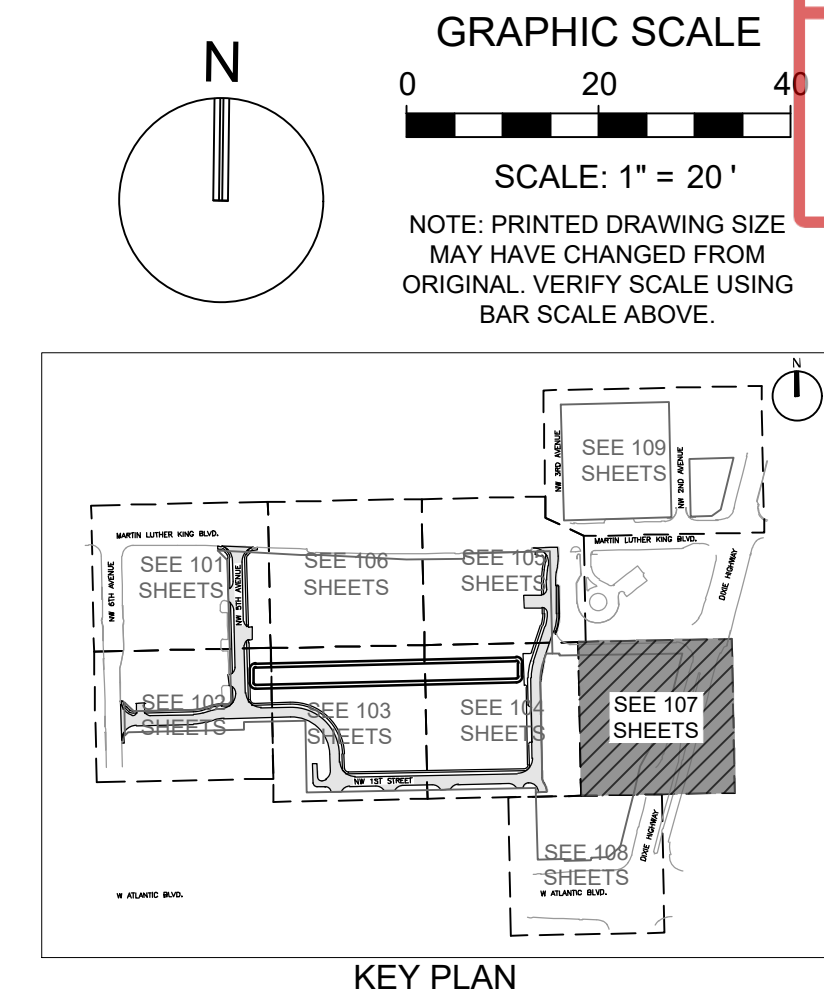 N
GRAPHIC SCALE
0 20 40
SCALE: 1" = 20 '
NOTE: PRINTED DRAWING SIZE
MAY HAVE CHANGED FROM
ORIGINAL. VERIFY SCALE USING
BAR SCALE ABOVE.
N
NW 3RD AVENUE
SEE 109
SHEETS
NW 2ND AVENUE
MARTIN LUTHER KING BLVD.
MARTIN LUTHER KING BLVD.
NW 6TH AVENUE
SEE 101
SHEETS
NW 5TH AVENUE
SEE 106
SHEETS
SEE 105
SHEETS
DIXIE HIGHWAY
SEE 102
SHEETS
SEE 103
SHEETS
SEE 104
SHEETS
SEE 107
SHEETS
NW 1ST STREET
DIXIE HIGHWAY
SEE 108
SHEETS
W ATLANTIC BLVD.
W ATLANTIC BLVD.
KEY PLAN